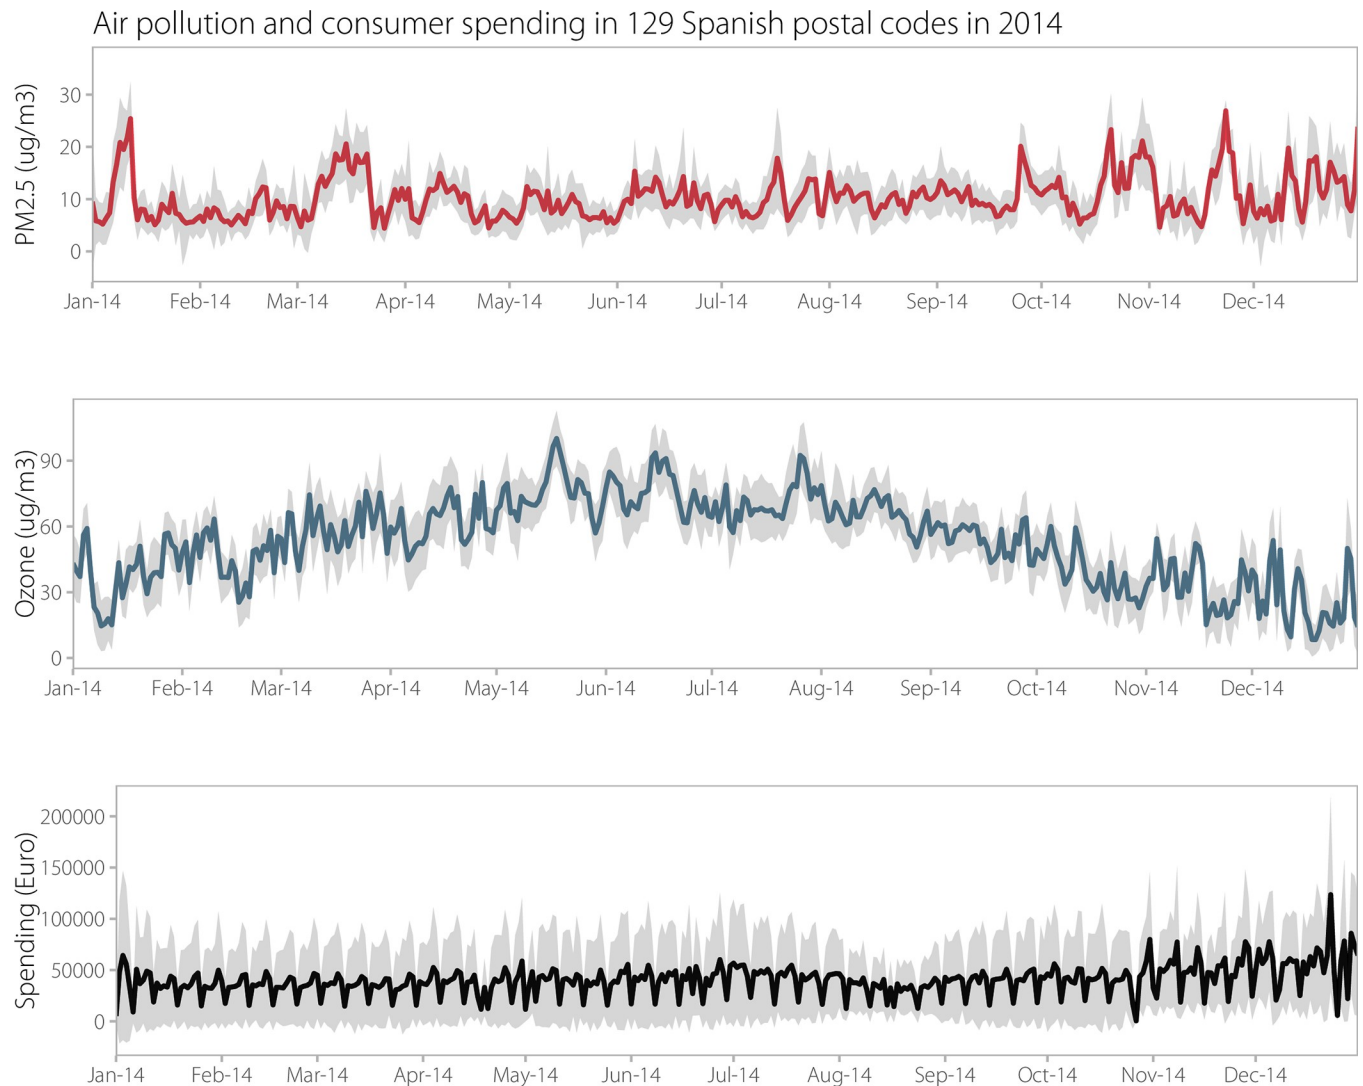 Air pollution and consumer spending in 129 Spanish postal codes in 2014
PM2.5 (ug/m3)
30
20
10
0
Jan-14 Feb-14 Mar-14 Apr-14 May-14 Jun-14 Jul-14 Aug-14 Sep-14 Oct-14 Nov-14 Dec-14
Ozone (ug/m3)
90
60
30
0
Jan-14 Feb-14 Mar-14 Apr-14 May-14 Jun-14 Jul-14 Aug-14 Sep-14 Oct-14 Nov-14 Dec-14
Spending (Euro)
200000
150000
100000
50000
0
Jan-14 Feb-14 Mar-14 Apr-14 May-14 Jun-14 Jul-14 Aug-14 Sep-14 Oct-14 Nov-14 Dec-14